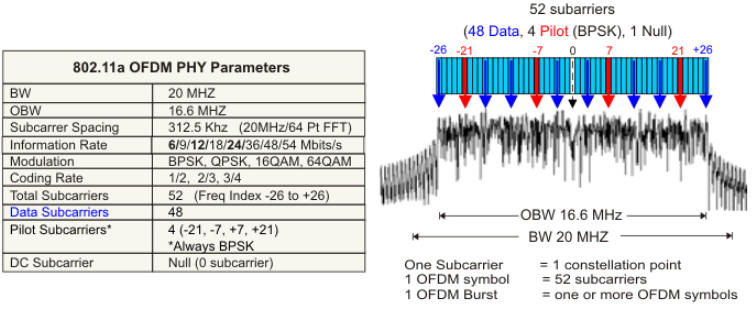 802.11a OFDM PHY Parameters
BW 20 MHZ
OBW 16.6 MHZ
Subcarrer Spacing 312.5 Khz (20MHz/64 Pt FFT)
Information Rate 6/9/12/18/24/36/48/54 Mbits/s
Modulation BPSK, QPSK, 16QAM, 64QAM
Coding Rate 1/2, 2/3, 3/4
Total Subcarriers 52 (Freq Index -26 to +26)
Data Subcarriers 48
Pilot Subcarriers* 4 (-21, -7, +7, +21)
*Always BPSK
DC Subcarrier Null (0 subcarrier)
52 subarriers
(48 Data, 4 Pilot (BPSK), 1 Null)
-26 -21 -7 0 7 21 +26
OBW 16.6 MHz
BW 20 MHZ
One Subcarrier = 1 constellation point
1 OFDM symbol = 52 subcarriers
1 OFDM Burst = one or more OFDM symbols